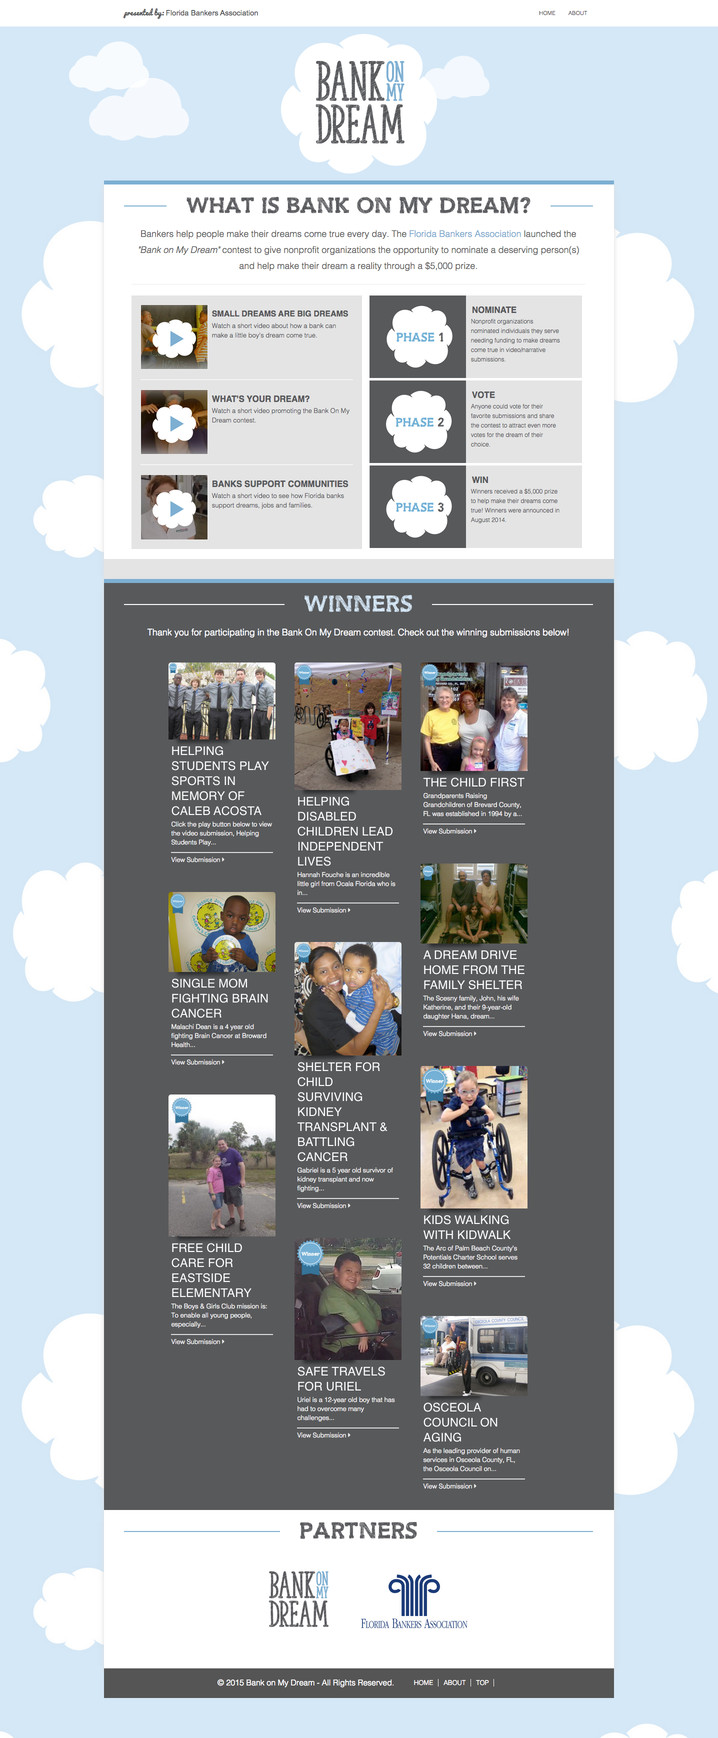 presented by: Florida Bankers Association
HOME
ABOUT
BANK ON MY DREAM
WHAT IS BANK ON MY DREAM?
Bankers help people make their dreams come true every day. The Florida Bankers Association launched the
"Bank on My Dream" contest to give nonprofit organizations the opportunity to nominate a deserving person(s)
and help make their dream a reality through a $5,000 prize.
SMALL DREAMS ARE BIG DREAMS
Watch a short video about how a bank can
make a little boy's dream come true.
WHAT'S YOUR DREAM?
Watch a short video promoting the Bank On My
Dream contest.
BANKS SUPPORT COMMUNITIES
Watch a short video to see how Florida banks
support dreams, jobs and families.
PHASE 1
NOMINATE
Nonprofit organizations
nominated individuals they serve
needing funding to make dreams
come true in video/narrative
submissions.
PHASE 2
VOTE
Anyone could vote for their
favorite submissions and share
the contest to attract even more
votes for the dream of their
choice.
PHASE 3
WIN
Winners received a $5,000 prize
to help make their dreams come
true! Winners were announced in
August 2014.
WINNERS
Thank you for participating in the Bank On My Dream contest. Check out the winning submissions below!
HELPING
STUDENTS PLAY
SPORTS IN
MEMORY OF
CALEB ACOSTA
Click the play button below to view
the video submission, Helping
Students Play...
View Submission
SINGLE MOM
FIGHTING BRAIN
CANCER
Malachi Dean is a 4 year old
fighting Brain Cancer at Broward
Health...
View Submission
Winner
FREE CHILD
CARE FOR
EASTSIDE
ELEMENTARY
The Boys & Girls Club mission is:
To enable all young people,
especially...
View Submission
HELPING
DISABLED
CHILDREN LEAD
INDEPENDENT
LIVES
Hannah Fouche is an incredible
little girl from Ocala Florida who is
in...
View Submission
SHELTER FOR
CHILD
SURVIVING
KIDNEY
TRANSPLANT &
BATTLING
CANCER
Gabriel is a 5 year old survivor of
kidney transplant and now
fighting...
View Submission
Winner
SAFE TRAVELS
FOR URIEL
Uriel is a 12-year old boy that has
had to overcome many
challenges...
View Submission
THE CHILD FIRST
Grandparents Raising
Grandchildren of Brevard County,
FL was established in 1994 by a...
View Submission
A DREAM DRIVE
HOME FROM THE
FAMILY SHELTER
The Scesny family, John, his wife
Katherine, and their 9-year-old
daughter Hana, dream...
View Submission
Winner
KIDS WALKING
WITH KIDWALK
The Arc of Palm Beach County's
Potentials Charter School serves
32 children between...
View Submission
OSCEOLA
COUNCIL ON
AGING
As the leading provider of human
services in Osceola County, FL,
the Osceola Council on...
View Submission
PARTNERS
BANK ON MY DREAM
FLORIDA BANKERS ASSOCIATION
© 2015 Bank on My Dream - All Rights Reserved.
HOME | ABOUT | TOP |